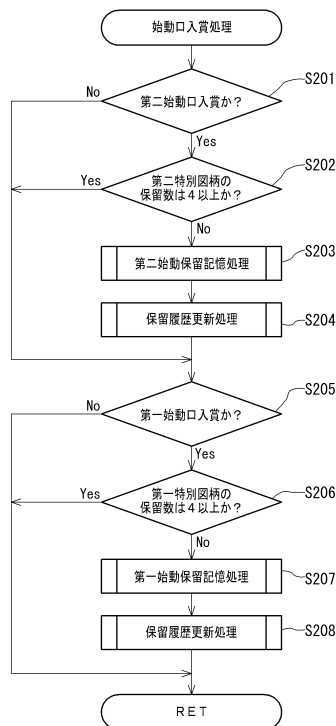 始動口入賞処理
S201
No
第二始動口入賞か？
Yes
S202
Yes
第二特別図柄の
保留数は４以上か？
No
S203
第二始動保留記憶処理
S204
保留履歴更新処理
S205
No
第一始動口入賞か？
Yes
S206
Yes
第一特別図柄の
保留数は４以上か？
No
S207
第一始動保留記憶処理
S208
保留履歴更新処理
ＲＥＴ